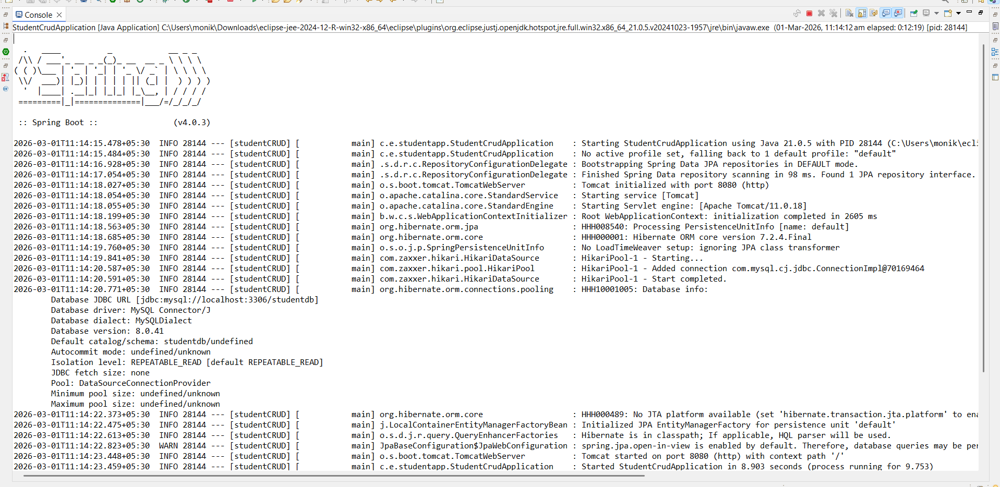 Console
StudentCrudApplication [Java Application] C:\Users\monik\Downloads\eclipse-jee-2024-12-R-win32-x86_64\eclipse\plugins\org.eclipse.justj.openjdk.hotspot.jre.full.win32.x86_64_21.0.5.v20241023-1957\jre\bin\javaw.exe (01-Mar-2026, 11:14:12 am elapsed: 0:12:19) [pid: 28144]
  .   ____          _            __ _ _
 /\\ / ___'_ __ _ _(_)_ __  __ _ \ \ \ \
( ( )\___ | '_ | '_| | '_ \/ _` | \ \ \ \
 \\/  ___)| |_)| | | | | || (_| |  ) ) ) )
  '  |____| .__|_| |_|_| |_\__, | / / / /
 =========|_|==============|___/=/_/_/_/
 :: Spring Boot ::                (v4.0.3)
2026-03-01T11:14:15.478+05:30  INFO 28144 --- [studentCRUD] [           main] c.e.studentapp.StudentCrudApplication    : Starting StudentCrudApplication using Java 21.0.5 with PID 28144 (C:\Users\monik\ecli
2026-03-01T11:14:15.484+05:30  INFO 28144 --- [studentCRUD] [           main] c.e.studentapp.StudentCrudApplication    : No active profile set, falling back to 1 default profile: "default"
2026-03-01T11:14:16.928+05:30  INFO 28144 --- [studentCRUD] [           main] .s.d.r.c.RepositoryConfigurationDelegate : Bootstrapping Spring Data JPA repositories in DEFAULT mode.
2026-03-01T11:14:17.054+05:30  INFO 28144 --- [studentCRUD] [           main] .s.d.r.c.RepositoryConfigurationDelegate : Finished Spring Data repository scanning in 98 ms. Found 1 JPA repository interface.
2026-03-01T11:14:18.027+05:30  INFO 28144 --- [studentCRUD] [           main] o.s.boot.tomcat.TomcatWebServer          : Tomcat initialized with port 8080 (http)
2026-03-01T11:14:18.054+05:30  INFO 28144 --- [studentCRUD] [           main] o.apache.catalina.core.StandardService   : Starting service [Tomcat]
2026-03-01T11:14:18.055+05:30  INFO 28144 --- [studentCRUD] [           main] o.apache.catalina.core.StandardEngine    : Starting Servlet engine: [Apache Tomcat/11.0.18]
2026-03-01T11:14:18.199+05:30  INFO 28144 --- [studentCRUD] [           main] b.w.c.s.WebApplicationContextInitializer : Root WebApplicationContext: initialization completed in 2605 ms
2026-03-01T11:14:18.563+05:30  INFO 28144 --- [studentCRUD] [           main] org.hibernate.orm.jpa                    : HHH008540: Processing PersistenceUnitInfo [name: default]
2026-03-01T11:14:18.685+05:30  INFO 28144 --- [studentCRUD] [           main] org.hibernate.orm.core                   : HHH000001: Hibernate ORM core version 7.2.4.Final
2026-03-01T11:14:19.760+05:30  INFO 28144 --- [studentCRUD] [           main] o.s.o.j.p.SpringPersistenceUnitInfo      : No LoadTimeWeaver setup: ignoring JPA class transformer
2026-03-01T11:14:19.841+05:30  INFO 28144 --- [studentCRUD] [           main] com.zaxxer.hikari.HikariDataSource       : HikariPool-1 - Starting...
2026-03-01T11:14:20.587+05:30  INFO 28144 --- [studentCRUD] [           main] com.zaxxer.hikari.pool.HikariPool        : HikariPool-1 - Added connection com.mysql.cj.jdbc.ConnectionImpl@70169464
2026-03-01T11:14:20.591+05:30  INFO 28144 --- [studentCRUD] [           main] com.zaxxer.hikari.HikariDataSource       : HikariPool-1 - Start completed.
2026-03-01T11:14:20.771+05:30  INFO 28144 --- [studentCRUD] [           main] org.hibernate.orm.connections.pooling    : HHH10001005: Database info:
        Database JDBC URL [jdbc:mysql://localhost:3306/studentdb]
        Database driver: MySQL Connector/J
        Database dialect: MySQLDialect
        Database version: 8.0.41
        Default catalog/schema: studentdb/undefined
        Autocommit mode: undefined/unknown
        Isolation level: REPEATABLE_READ [default REPEATABLE_READ]
        JDBC fetch size: none
        Pool: DataSourceConnectionProvider
        Minimum pool size: undefined/unknown
        Maximum pool size: undefined/unknown
2026-03-01T11:14:22.373+05:30  INFO 28144 --- [studentCRUD] [           main] org.hibernate.orm.core                   : HHH000489: No JTA platform available (set 'hibernate.transaction.jta.platform' to ena
2026-03-01T11:14:22.475+05:30  INFO 28144 --- [studentCRUD] [           main] j.LocalContainerEntityManagerFactoryBean : Initialized JPA EntityManagerFactory for persistence unit 'default'
2026-03-01T11:14:22.613+05:30  INFO 28144 --- [studentCRUD] [           main] o.s.d.j.r.query.QueryEnhancerFactories   : Hibernate is in classpath; If applicable, HQL parser will be used.
2026-03-01T11:14:22.823+05:30  WARN 28144 --- [studentCRUD] [           main] JpaBaseConfiguration$JpaWebConfiguration : spring.jpa.open-in-view is enabled by default. Therefore, database queries may be per
2026-03-01T11:14:23.448+05:30  INFO 28144 --- [studentCRUD] [           main] o.s.boot.tomcat.TomcatWebServer          : Tomcat started on port 8080 (http) with context path '/'
2026-03-01T11:14:23.459+05:30  INFO 28144 --- [studentCRUD] [           main] c.e.studentapp.StudentCrudApplication    : Started StudentCrudApplication in 8.903 seconds (process running for 9.753)